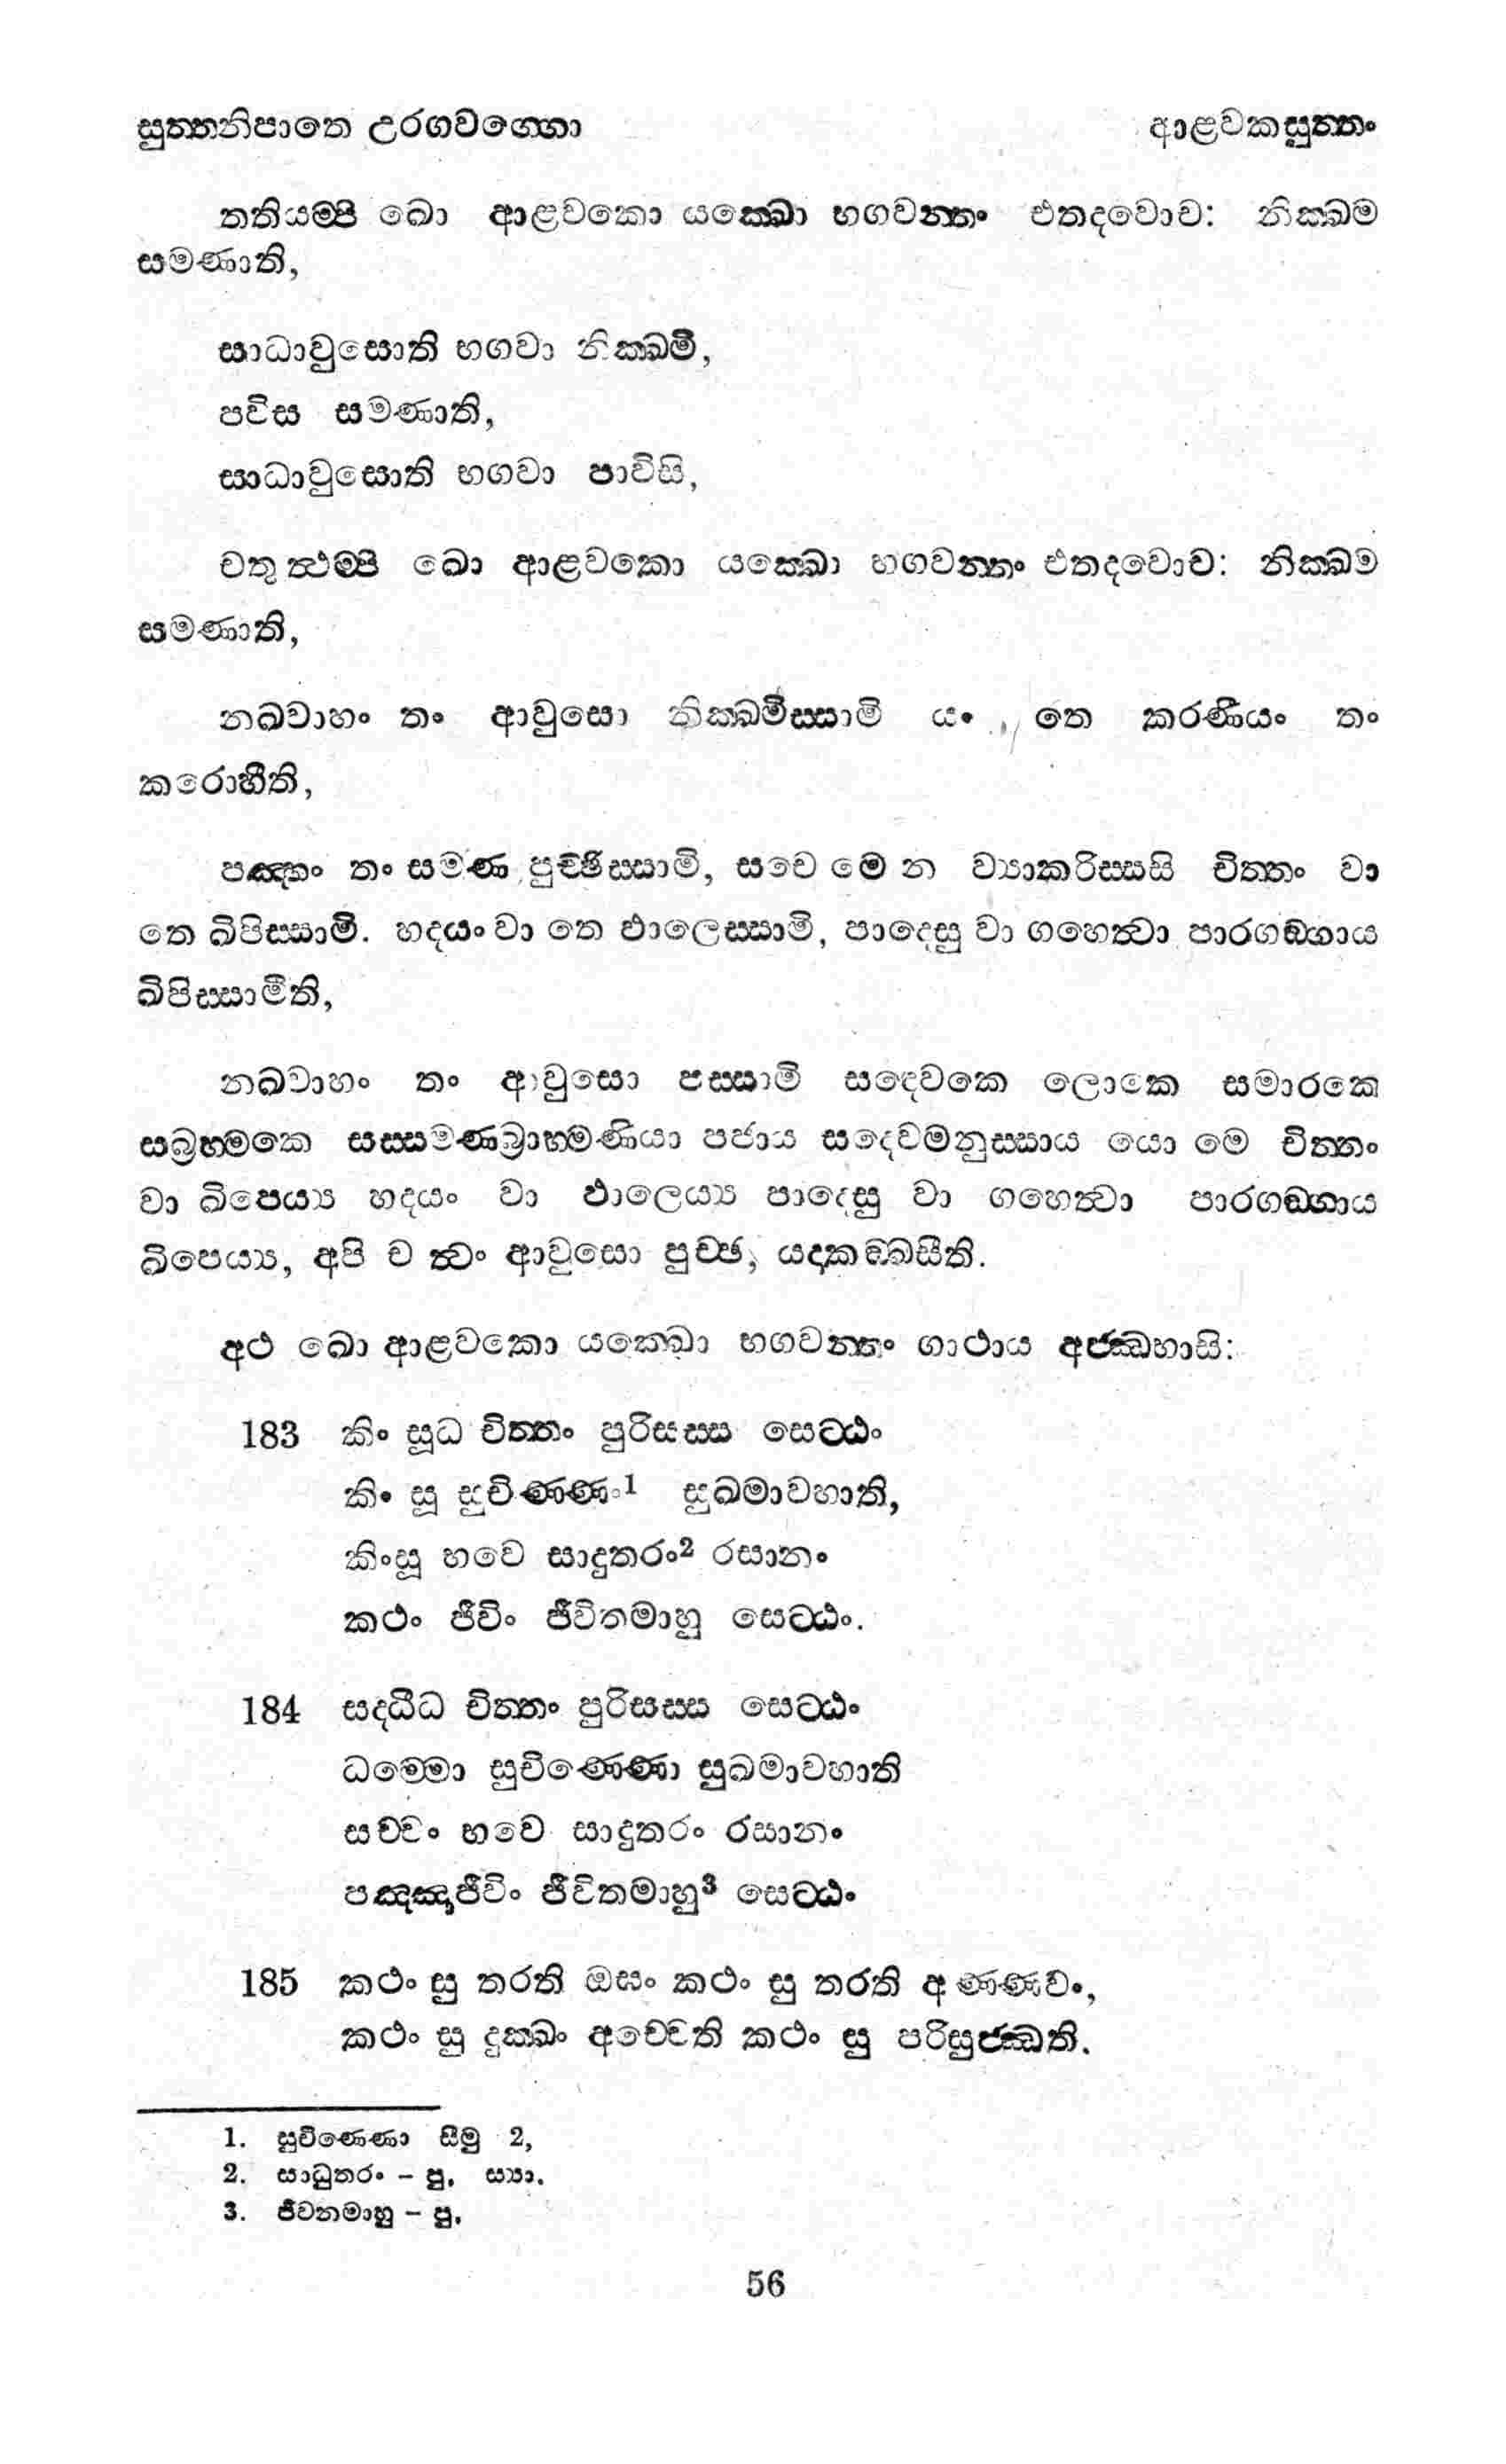 සුත්තනිපාතෙ උරගවග්ගො ආළවකසුත්තං
තතියම්පි ඛො ආළවකො යක්ඛො භගවන්තං එතදවොච: නික්ඛම
සමණාති,
සාධාවුසොති භගවා නික්ඛමි,
පවිස සමණාති,
සාධාවුසොති භගවා පාවිසි,
චතුත්ථම්පි ඛො ආළවකො යක්ඛො භගවන්තං එතදවොච: නික්ඛම
සමණාති,
නඛ්වාහං තං ආවුසො නික්ඛමිස්සාමි යං තෙ කරණීයං තං
කරොහීති,
පඤ්හං තං සමණ පුච්ඡිස්සාමි, සචෙ මෙ න ව්‍යාකරිස්සසි චිත්තං වා
තෙ ඛිපිස්සාමි. හදයං වා තෙ ඵාලෙස්සාමි, පාදෙසු වා ගහෙත්වා පාරගඞ්ගාය
ඛිපිස්සාමීති,
නඛ්වාහං තං ආවුසො පස්සාමි සදෙවකෙ ලොකෙ සමාරකෙ
සබ්‍රහ්මකෙ සස්සමණබ්‍රාහ්මණියා පජාය සදෙවමනුස්සාය යො මෙ චිත්තං
වා ඛිපෙය්‍ය හදයං වා ඵාලෙය්‍ය පාදෙසු වා ගහෙත්වා පාරගඞ්ගාය
ඛිපෙය්‍ය, අපි ච ත්වං ආවුසො පුච්ඡ, යදාකඞ්ඛසීති.
අථ ඛො ආළවකො යක්ඛො භගවන්තං ගාථාය අජ්ඣභාසි:
183 කිං සූධ චිත්තං පුරිසස්ස සෙට්ඨං
කිං සූ සුචිණ්ණං1 සුඛමාවහාති,
කිංසූ හවෙ සාදුතරං2 රසානං
කථං ජීවිං ජීවිතමාහු සෙට්ඨං.
184 සද්ධීධ චිත්තං පුරිසස්ස සෙට්ඨං
ධම්මො සුචිණ්ණො සුඛමාවහාති
සච්චං භවෙ සාදුතරං රසානං
පඤ්ඤාජීවිං ජීවිතමාහු3 සෙට්ඨං
185 කථං සු තරති ඔඝං කථං සු තරති අණ්ණවං,
කථං සු දුක්ඛං අච්චෙති කථං සු පරිසුජ්ඣති.
1. සුචිණ්ණො සීමු 2,
2. සාධුතරං - පු, ස්‍යා.
3. ජීවනමාහු - පු,
56